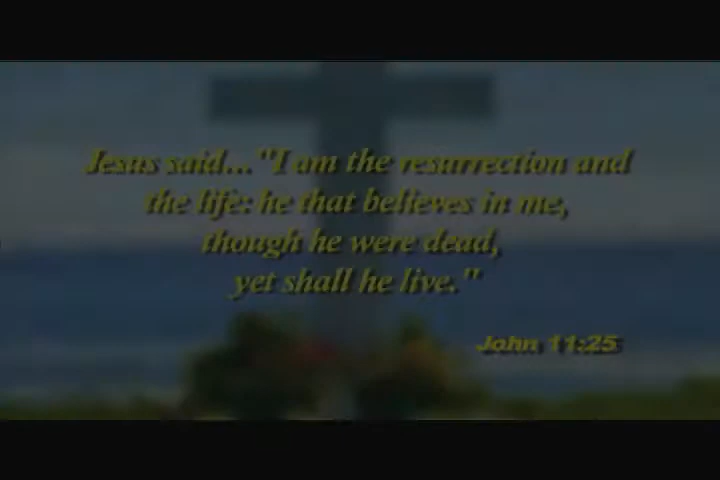 Jesus said..."I am the resurrection and
the life: he that believes in me,
though he were dead,
yet shall he live."
John 11:25